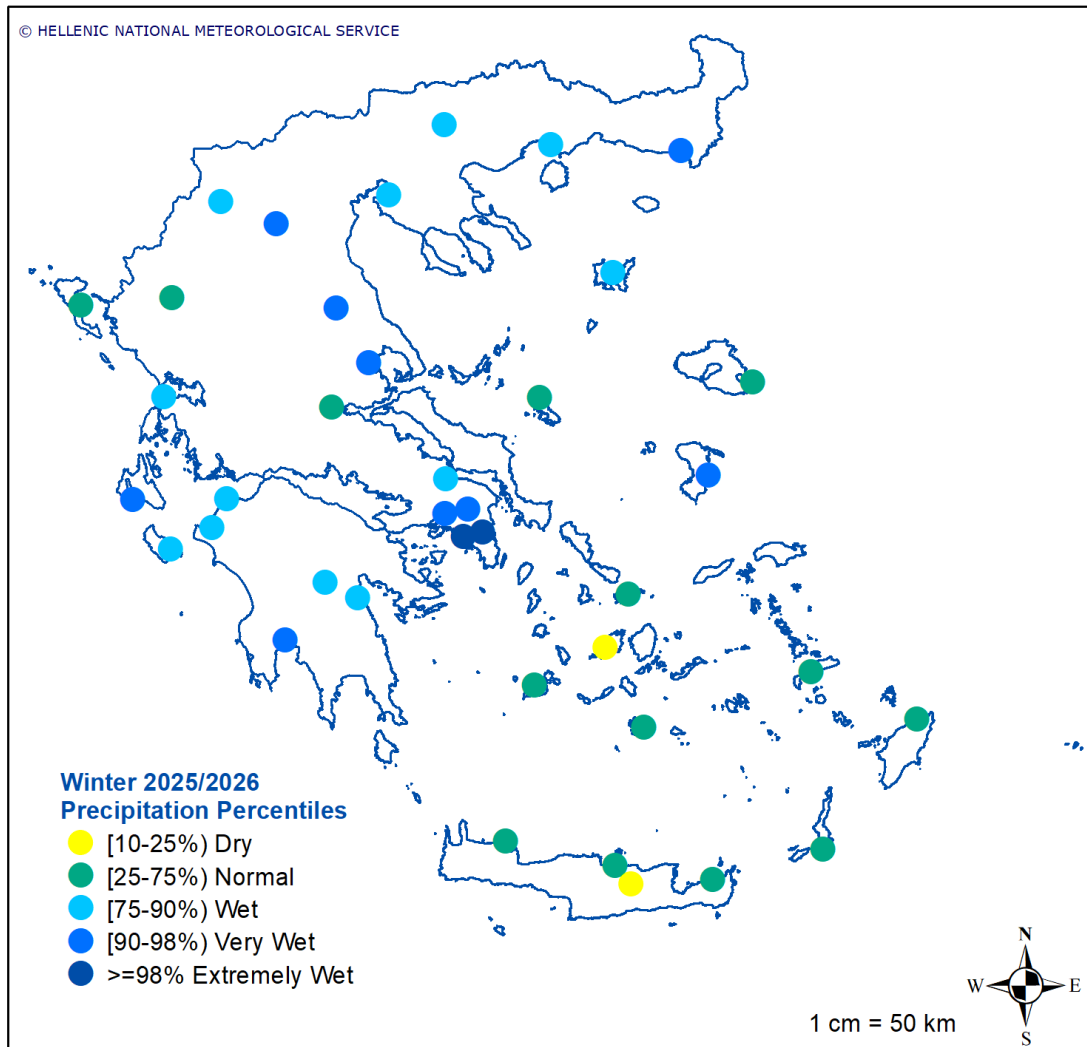 © HELLENIC NATIONAL METEOROLOGICAL SERVICE
Winter 2025/2026
Precipitation Percentiles
[10-25%) Dry
[25-75%) Normal
[75-90%) Wet
[90-98%) Very Wet
>=98% Extremely Wet
N
W E
S
1 cm = 50 km